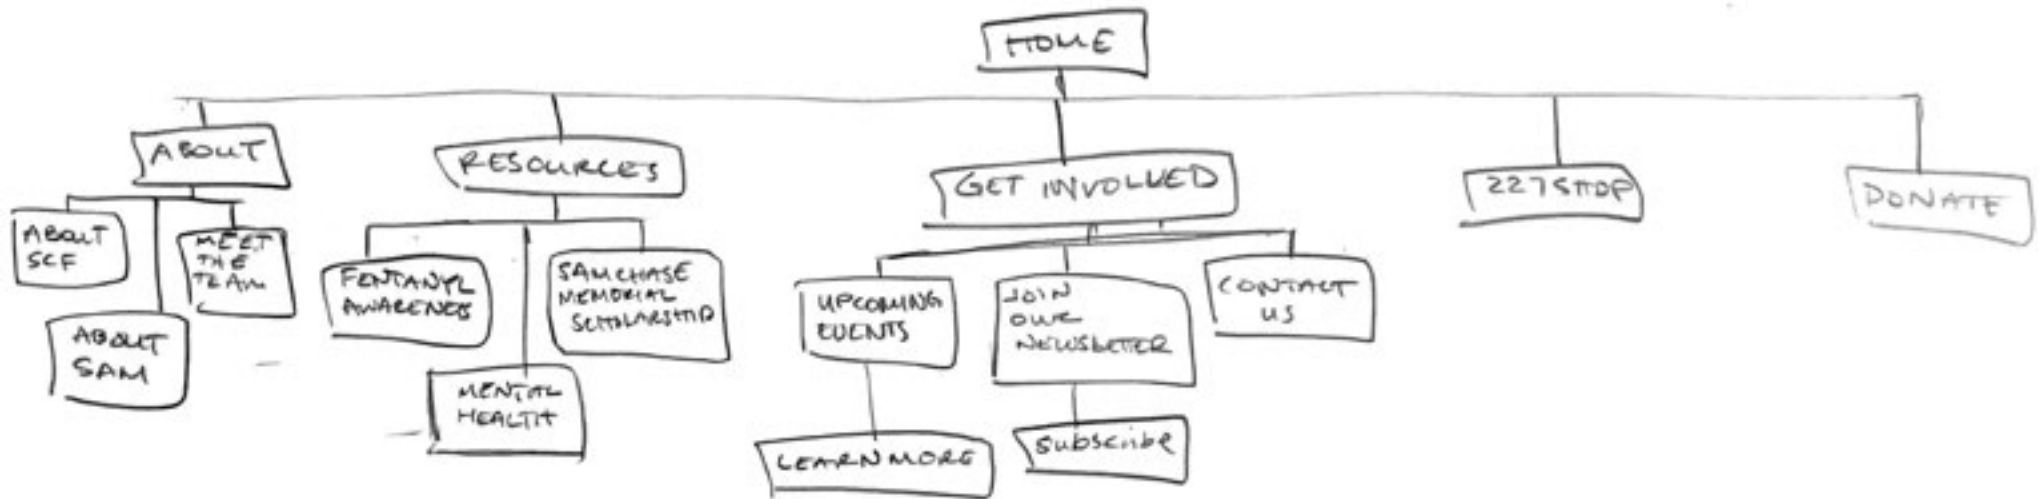 HOME
ABOUT
RESOURCES
GET INVOLVED
227SHOP
DONATE
ABOUT
SCF
MEET
THE
TEAM
ABOUT
SAM
FENTANYL
AWARENESS
SAM CHASE
MEMORIAL
SCHOLARSHIP
MENTAL
HEALTH
UPCOMING
EVENTS
JOIN
OUR
NEWSLETTER
CONTACT
US
LEARN MORE
Subscribe